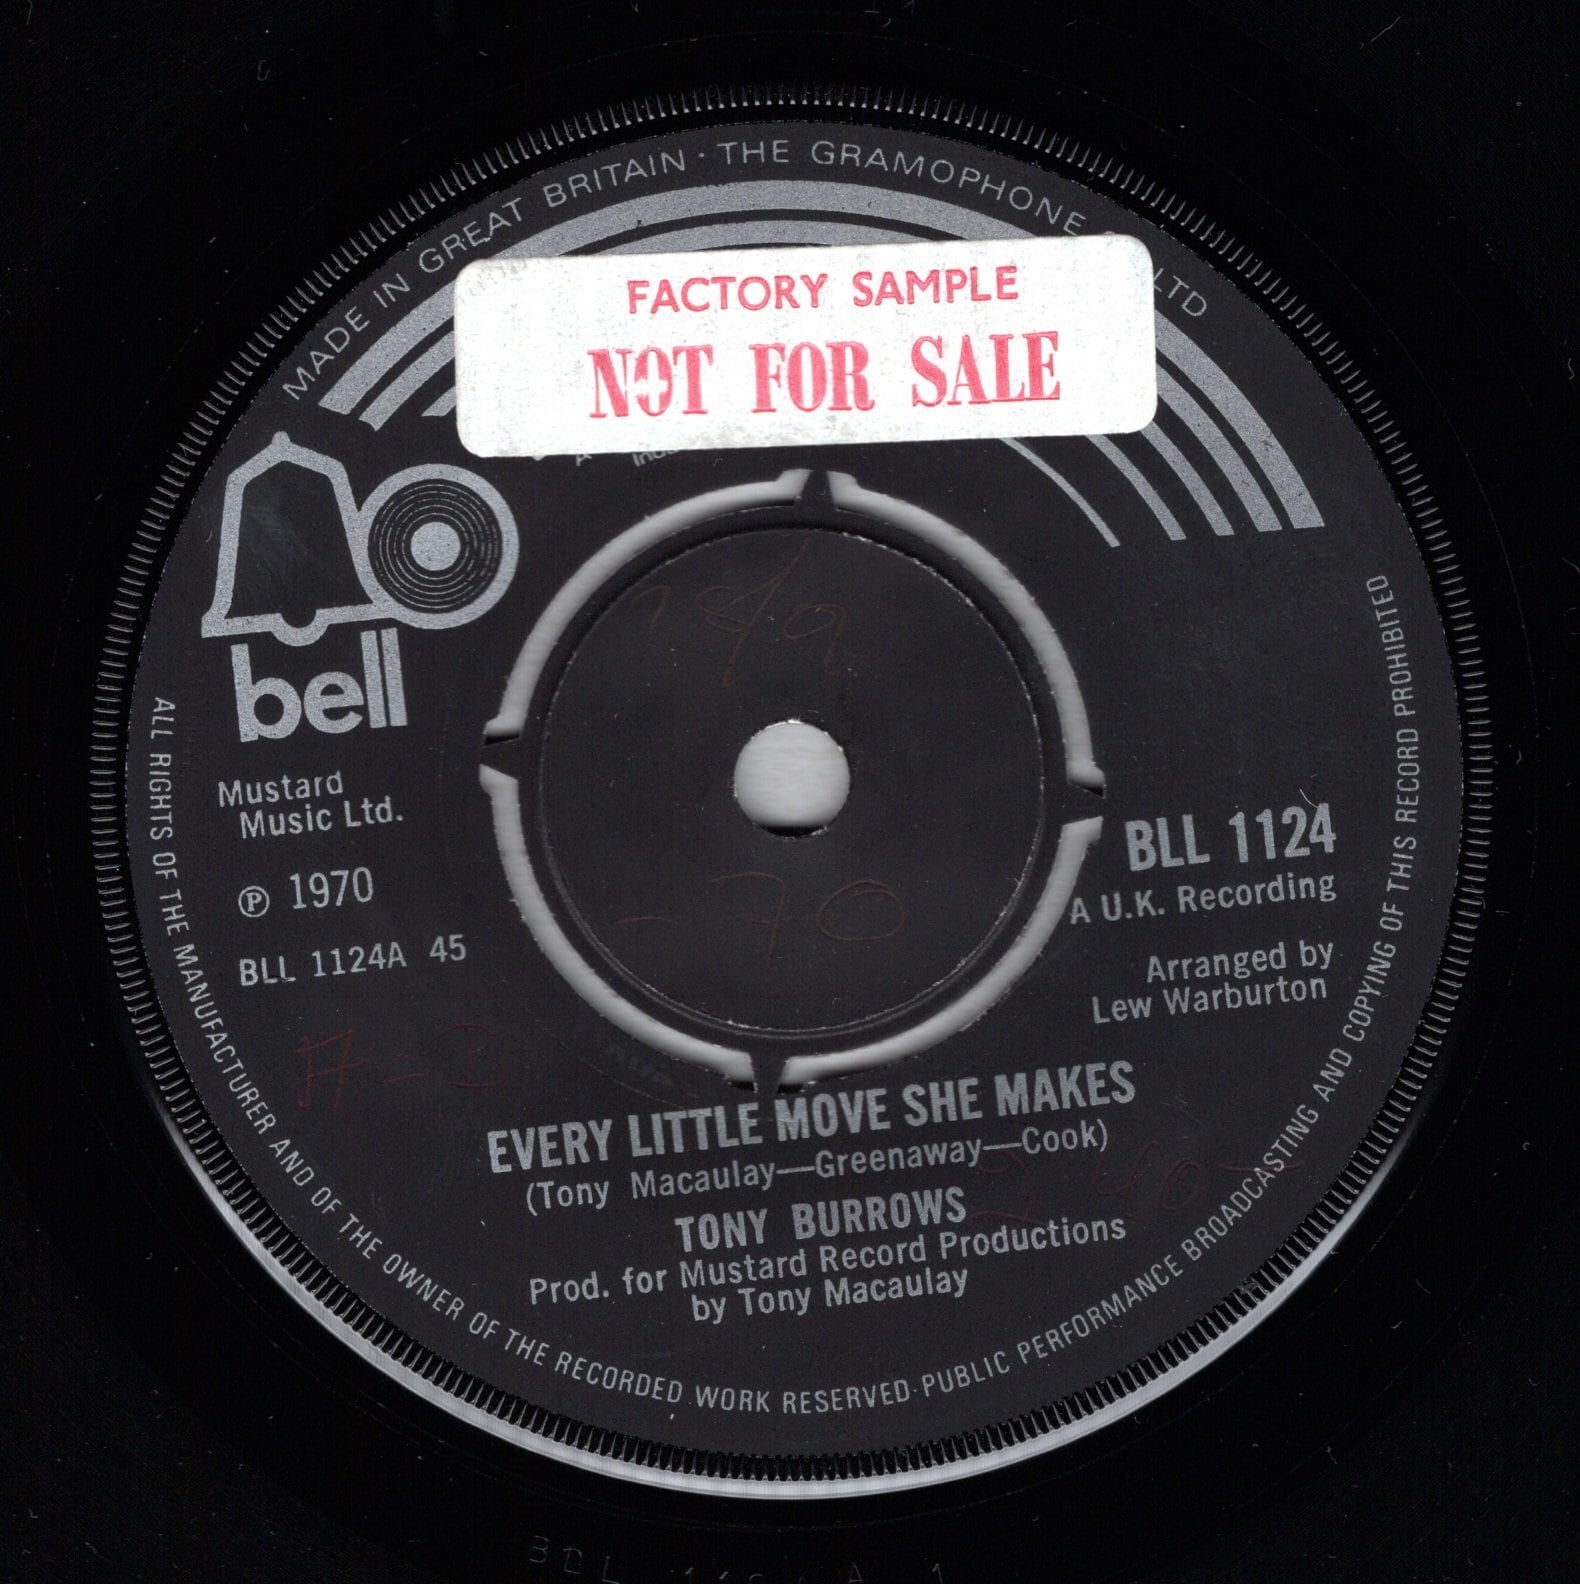 MADE IN GREAT BRITAIN · THE GRAMOPHONE LTD
FACTORY SAMPLE
NOT FOR SALE
bell
Mustard
Music Ltd.
℗ 1970
BLL 1124A 45
BLL 1124
A U.K. Recording
Arranged by
Lew Warburton
18/9
-70
A=B
EVERY LITTLE MOVE SHE MAKES
(Tony Macaulay—Greenaway—Cook)
TONY BURROWS
Prod. for Mustard Record Productions
by Tony Macaulay
ALL RIGHTS OF THE MANUFACTURER AND OF THE OWNER OF THE RECORDED WORK RESERVED·PUBLIC PERFORMANCE BROADCASTING AND COPYING OF THIS RECORD PROHIBITED